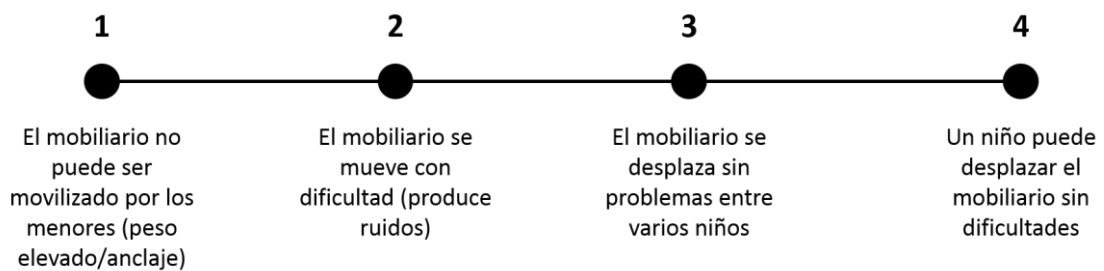 1
2
3
4
El mobiliario no
puede ser
movilizado por los
menores (peso
elevado/anclaje)
El mobiliario se
mueve con
dificultad (produce
ruidos)
El mobiliario se
desplaza sin
problemas entre
varios niños
Un niño puede
desplazar el
mobiliario sin
dificultades